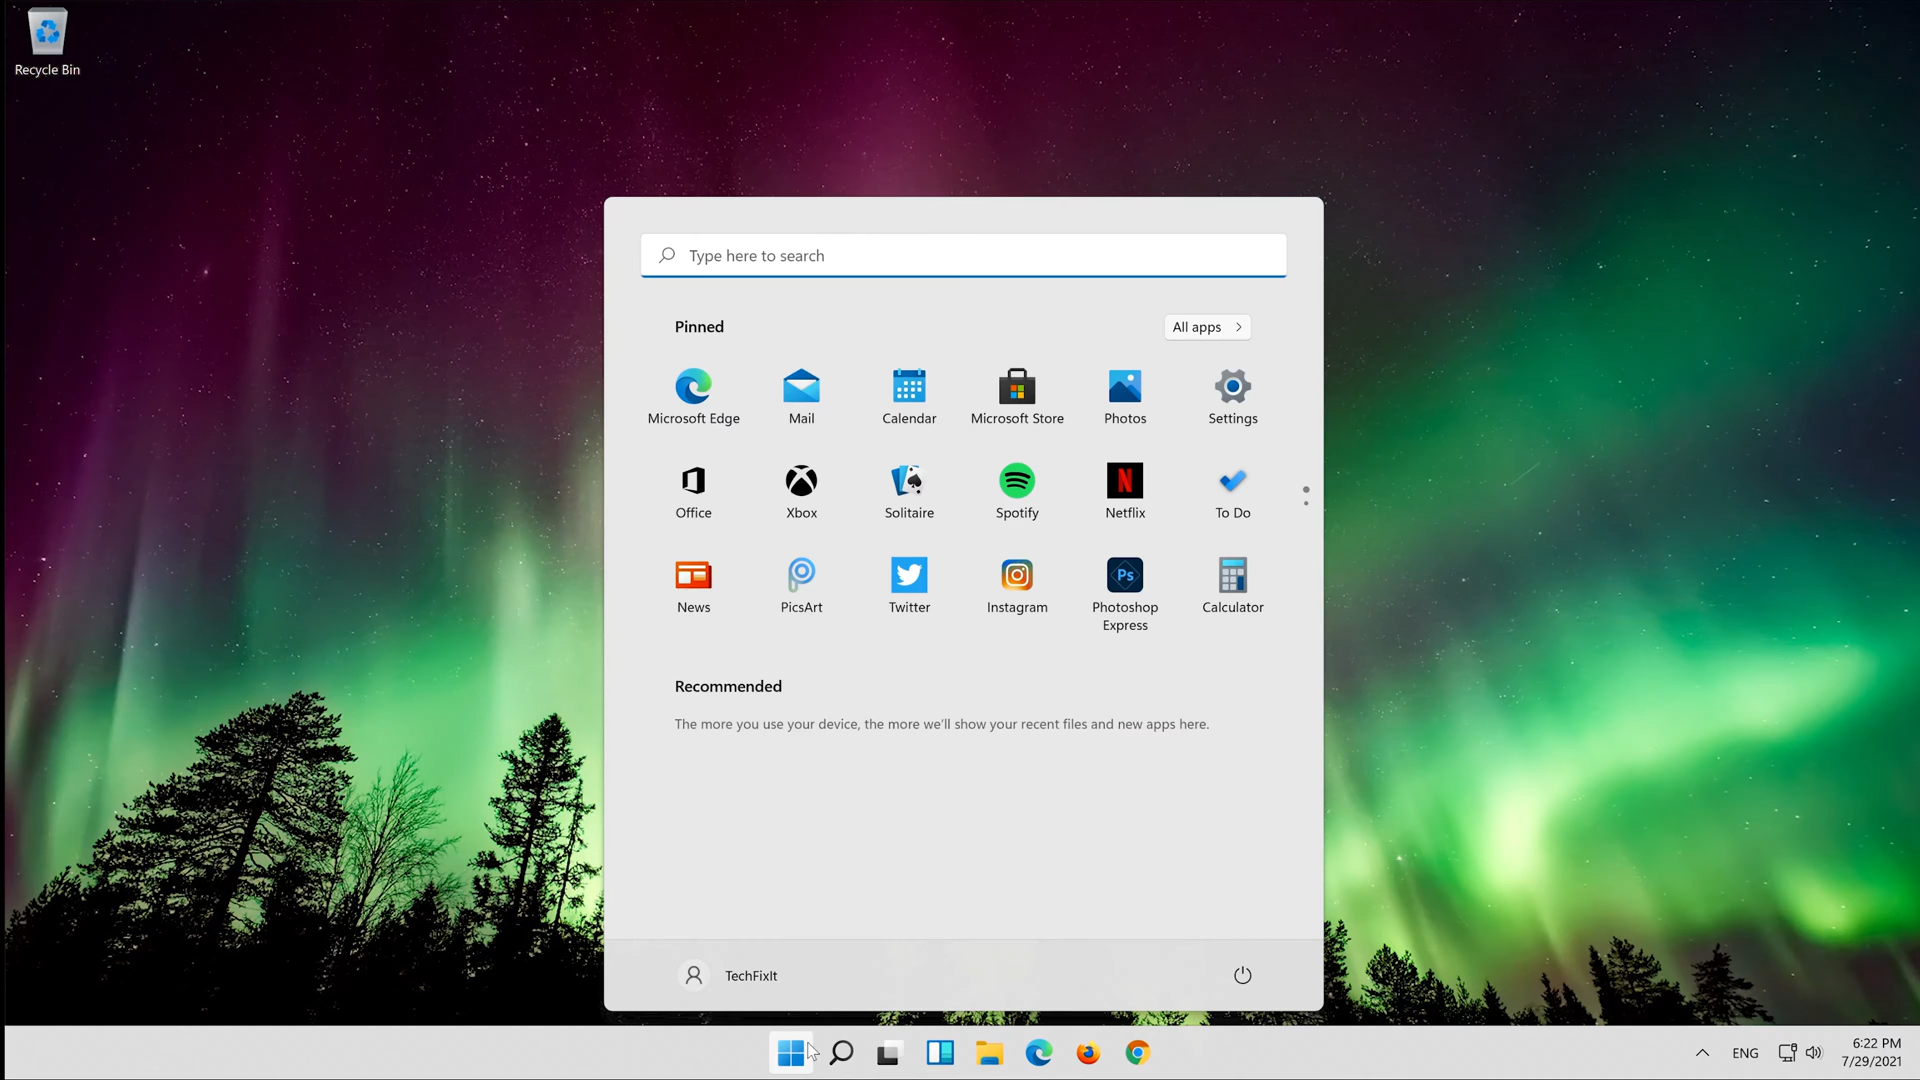 Recycle Bin
Type here to search
Pinned
All apps
Microsoft Edge
Mail
Calendar
Microsoft Store
Photos
Settings
Office
Xbox
Solitaire
Spotify
Netflix
To Do
News
PicsArt
Twitter
Instagram
Ps
Photoshop
Express
Calculator
Recommended
The more you use your device, the more we'll show your recent files and new apps here.
TechFixIt
ENG
6:22 PM
7/29/2021